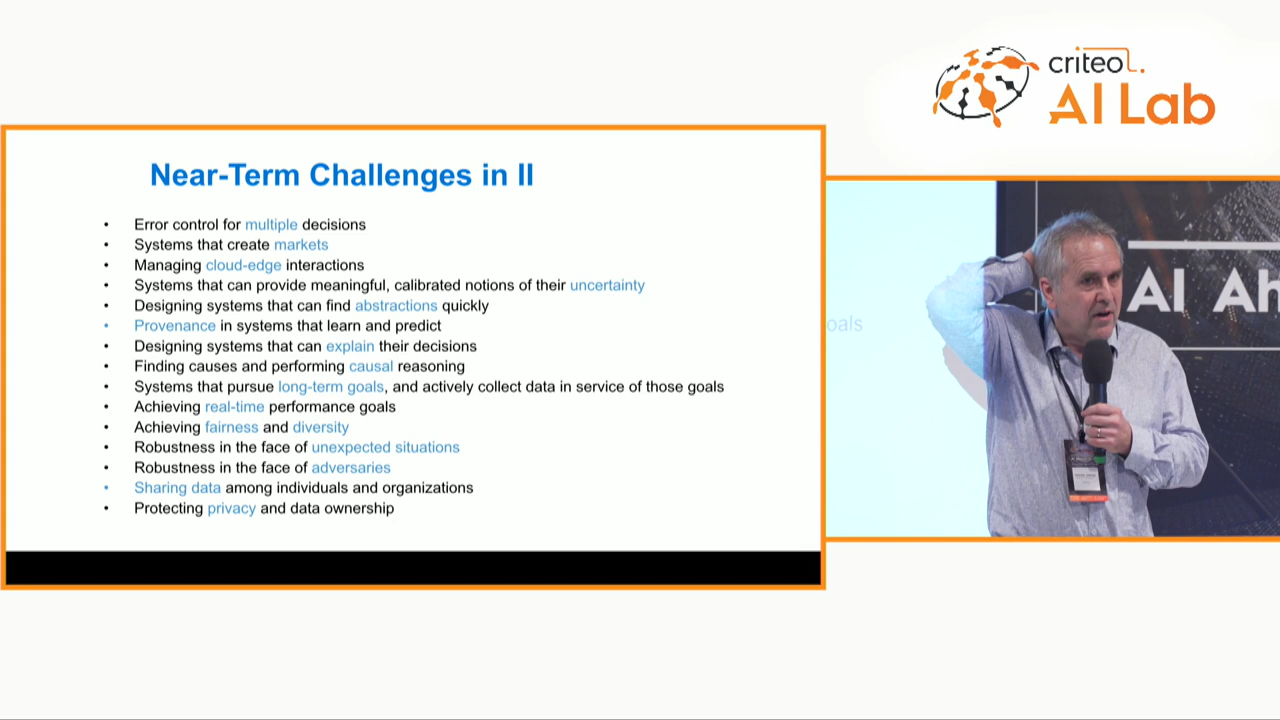 criteo
AI Lab
Near-Term Challenges in II
• Error control for multiple decisions
• Systems that create markets
• Managing cloud-edge interactions
• Systems that can provide meaningful, calibrated notions of their uncertainty
• Designing systems that can find abstractions quickly
• Provenance in systems that learn and predict
• Designing systems that can explain their decisions
• Finding causes and performing causal reasoning
• Systems that pursue long-term goals, and actively collect data in service of those goals
• Achieving real-time performance goals
• Achieving fairness and diversity
• Robustness in the face of unexpected situations
• Robustness in the face of adversaries
• Sharing data among individuals and organizations
• Protecting privacy and data ownership
oals
AI Ah